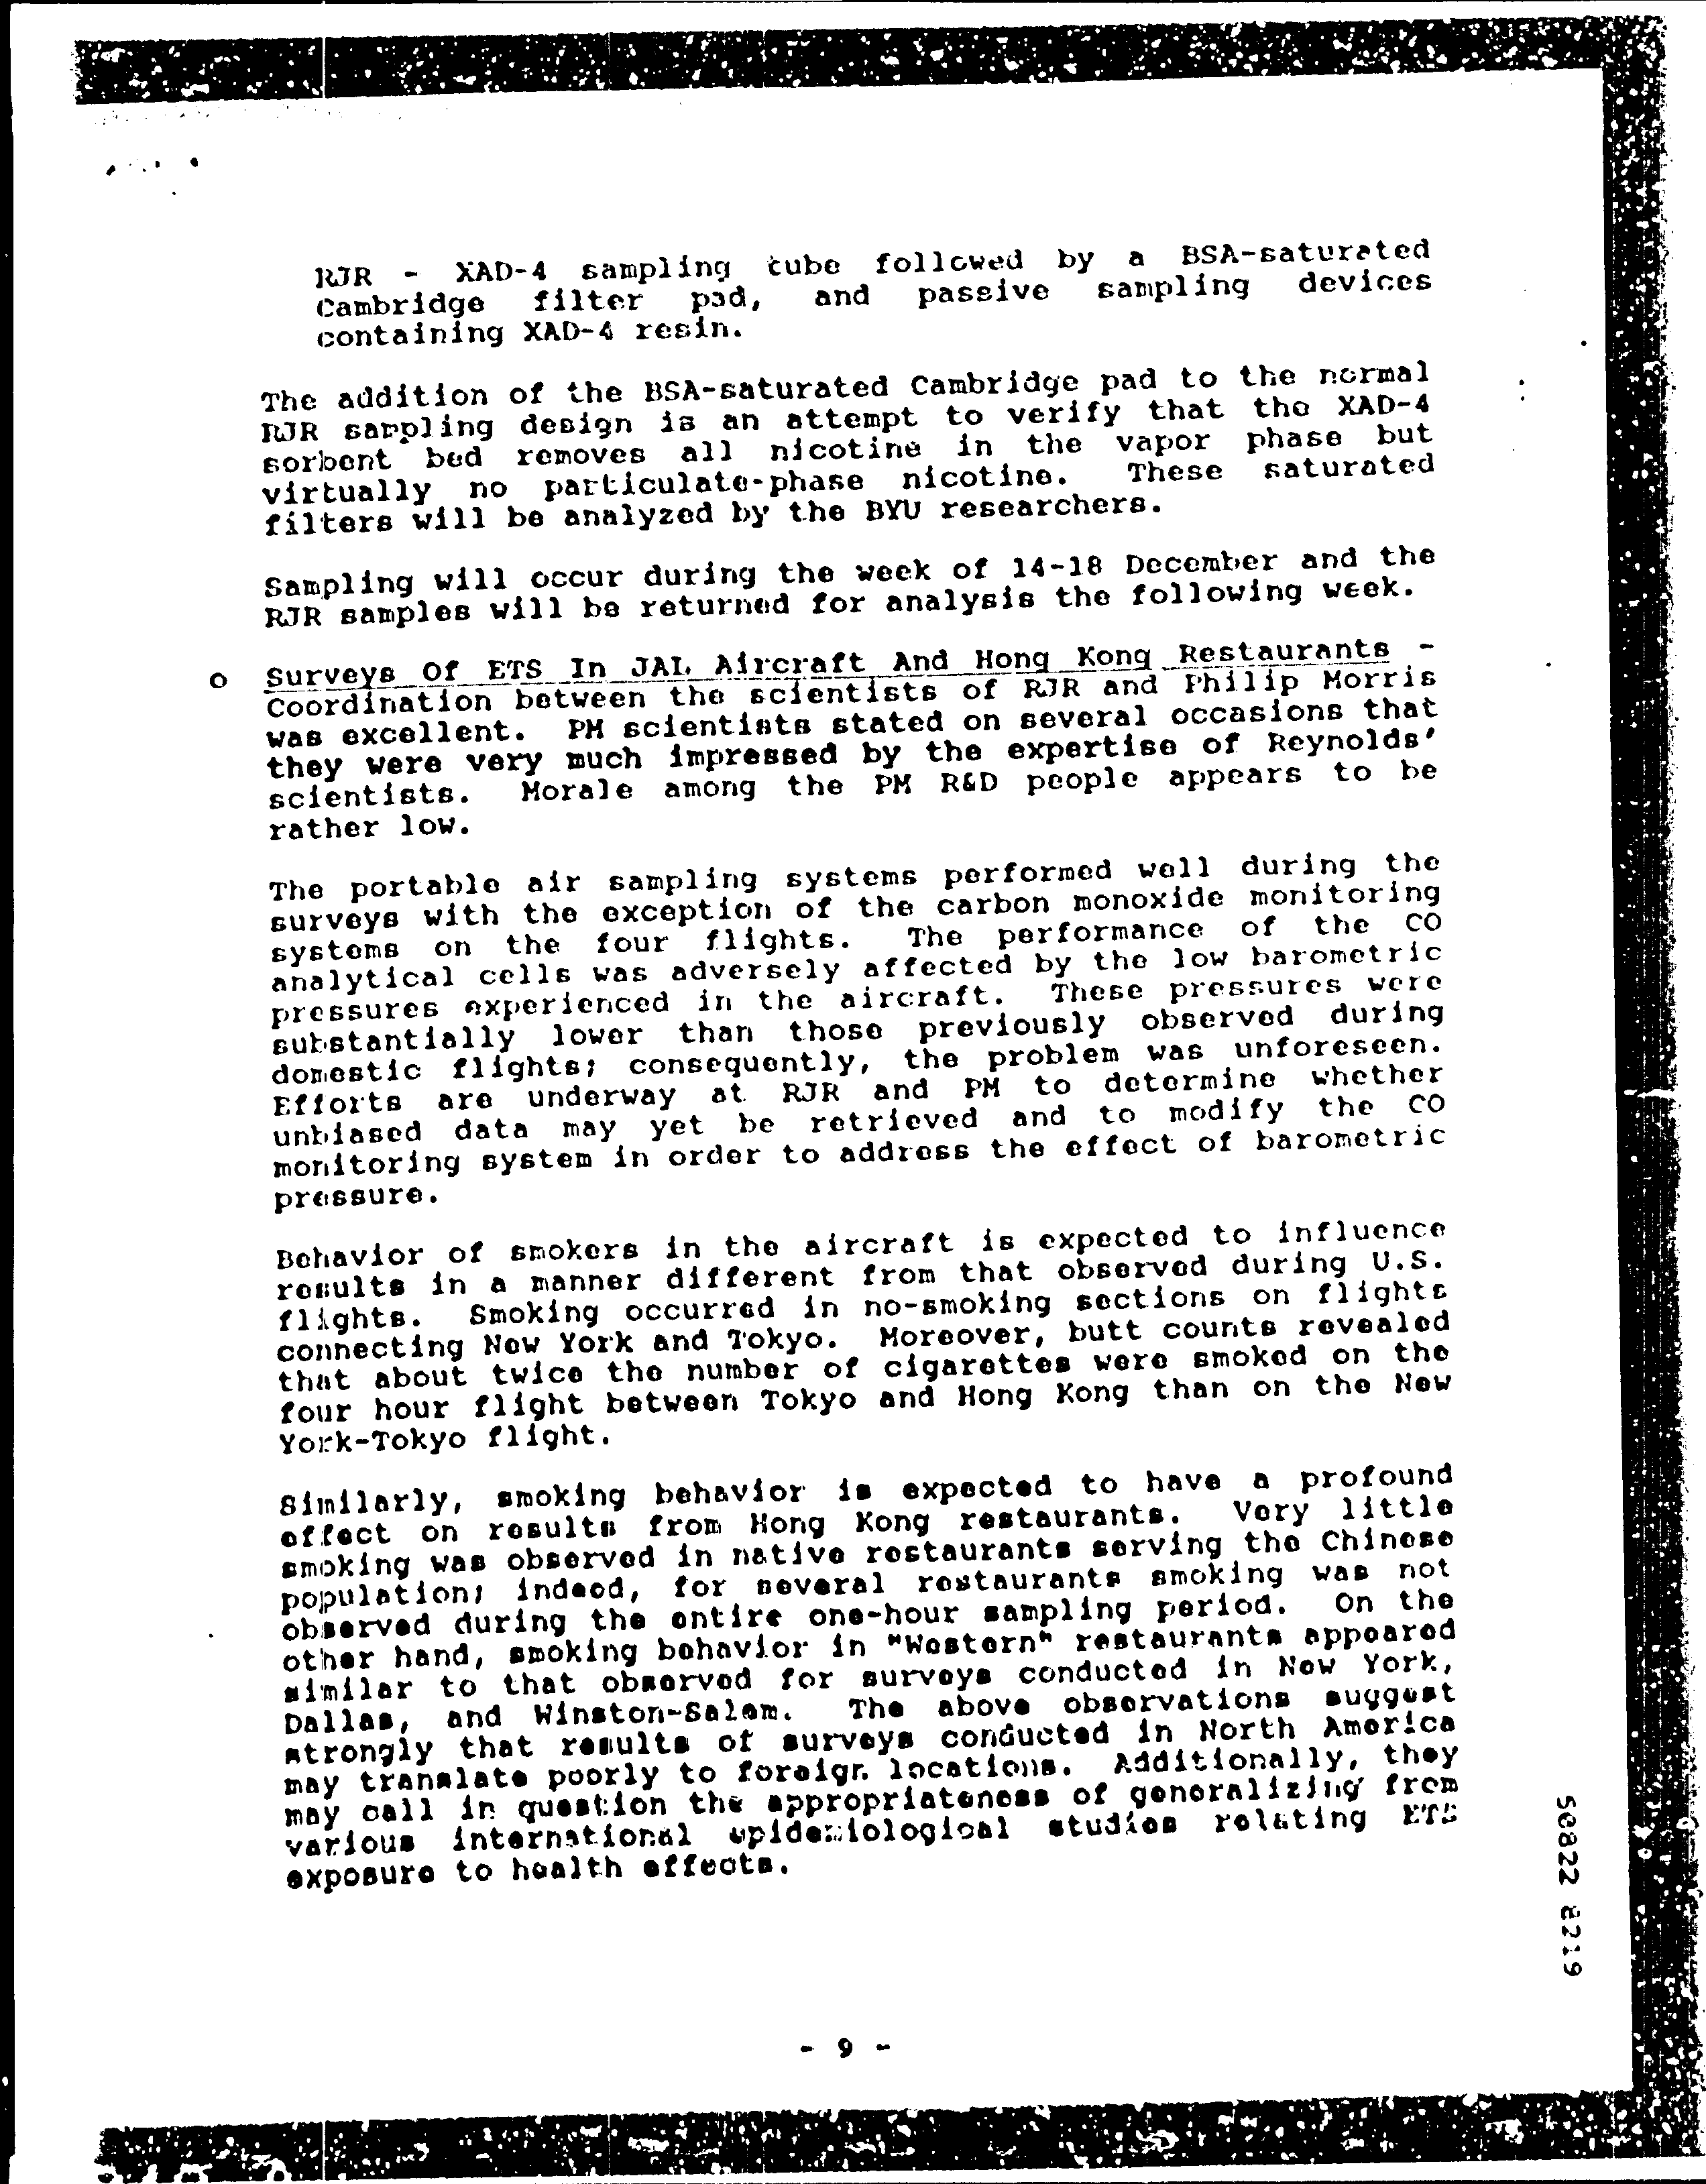 RJR - XAD-4 sampling tube followed by a BSA-saturated
Cambridge filter pad, and passive sampling devices
containing XAD-4 resin.
The addition of the BSA-saturated Cambridge pad to the normal
RJR sampling design is an attempt to verify that the XAD-4
sorbent bed removes all nicotine in the vapor phase but
virtually no particulate-phase nicotine. These saturated
filters will be analyzed by the BYU researchers.
Sampling will occur during the week of 14-18 December and the
RJR samples will be returned for analysis the following week.
o Surveys Of ETS In JAL Aircraft And Hong Kong Restaurants -
Coordination between the scientists of RJR and Philip Morris
was excellent. PM scientists stated on several occasions that
they were very much impressed by the expertise of Reynolds'
scientists. Morale among the PM R&D people appears to be
rather low.
The portable air sampling systems performed well during the
surveys with the exception of the carbon monoxide monitoring
systems on the four flights. The performance of the CO
analytical cells was adversely affected by the low barometric
pressures experienced in the aircraft. These pressures were
substantially lower than those previously observed during
domestic flights; consequently, the problem was unforeseen.
Efforts are underway at RJR and PM to determine whether
unbiased data may yet be retrieved and to modify the CO
monitoring system in order to address the effect of barometric
pressure.
Behavior of smokers in the aircraft is expected to influence
results in a manner different from that observed during U.S.
flights. Smoking occurred in no-smoking sections on flights
connecting New York and Tokyo. Moreover, butt counts revealed
that about twice the number of cigarettes were smoked on the
four hour flight between Tokyo and Hong Kong than on the New
York-Tokyo flight.
Similarly, smoking behavior is expected to have a profound
effect on results from Hong Kong restaurants. Very little
smoking was observed in native restaurants serving the Chinese
population; indeed, for several restaurants smoking was not
observed during the entire one-hour sampling period. On the
other hand, smoking behavior in "Western" restaurants appeared
similar to that observed for surveys conducted in New York,
Dallas, and Winston-Salem. The above observations suggest
strongly that results of surveys conducted in North America
may translate poorly to foreign locations. Additionally, they
may call in question the appropriateness of generalizing from
various international epidemiological studies relating ETS
exposure to health effects.
50822 8219
- 9 -